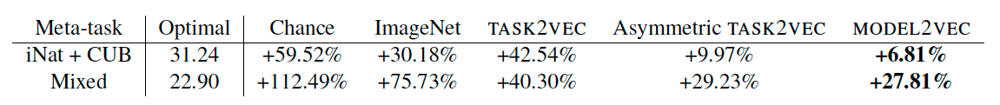 Meta-task Optimal Chance ImageNet TASK2VEC Asymmetric TASK2VEC MODEL2VEC
iNat + CUB 31.24 +59.52% +30.18% +42.54% +9.97% +6.81%
Mixed 22.90 +112.49% +75.73% +40.30% +29.23% +27.81%